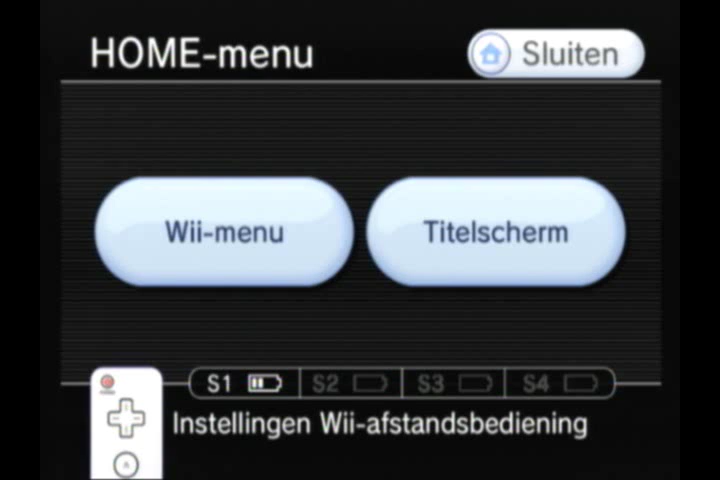 HOME-menu
Sluiten
Wii-menu
Titelscherm
S1 S2 S3 S4
Instellingen Wii-afstandsbediening
A